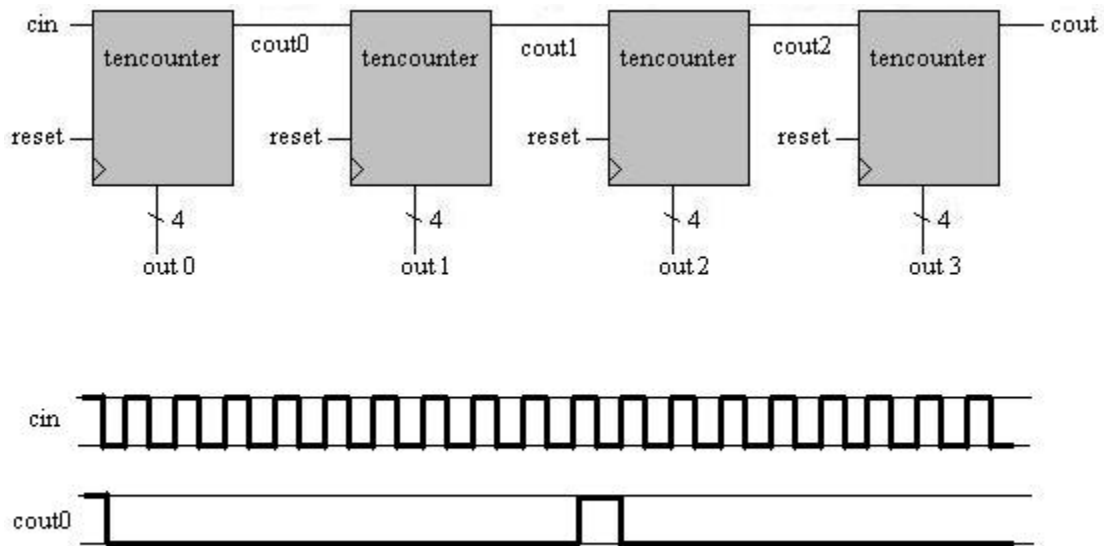 cin
cout0
cout1
cout2
cout
tencounter
tencounter
tencounter
tencounter
reset
reset
reset
reset
4
4
4
4
out 0
out 1
out 2
out 3
cin
cout0